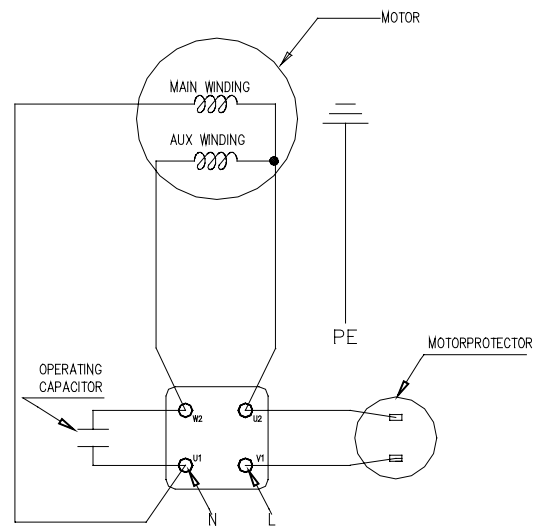 MOTOR
MAIN WINDING
AUX WINDING
PE
MOTORPROTECTOR
OPERATING
CAPACITOR
W2
U2
U1
V1
N
L